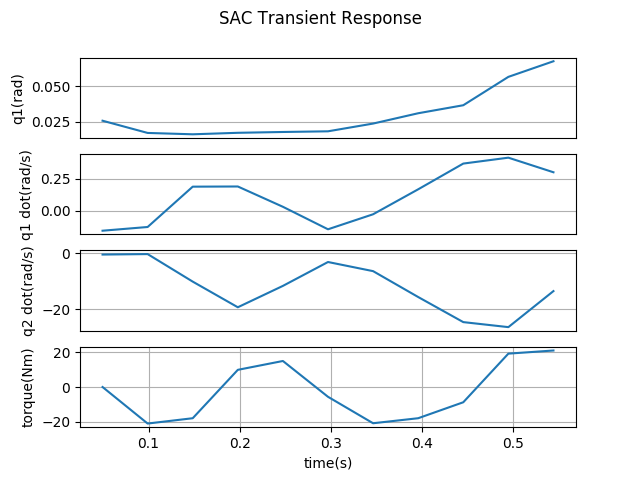 SAC Transient Response
q1(rad)
0.050
0.025
q1 dot(rad/s)
0.25
0.00
q2 dot(rad/s)
0
−20
torque(Nm)
20
0
−20
0.1 0.2 0.3 0.4 0.5
time(s)